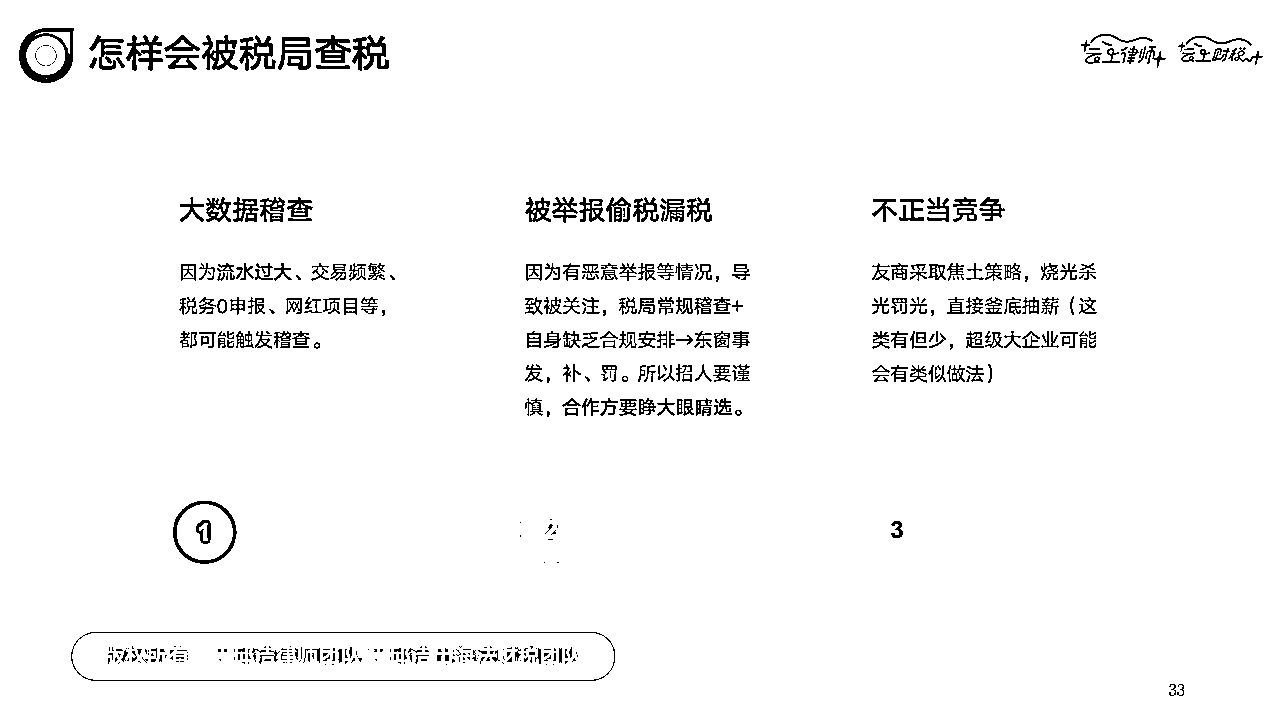 怎样会被税局查税
大数据稽查
因为流水过大、交易频繁、
税务0申报、网红项目等，
都可能触发稽查。
被举报偷税漏税
因为有恶意举报等情况，导
致被关注，税局常规稽查+
自身缺乏合规安排→东窗事
发，补、罚。所以招人要谨
慎，合作方要睁大眼睛选。
不正当竞争
友商采取焦土策略，烧光杀
光罚光，直接釜底抽薪（这
类有但少，超级大企业可能
会有类似做法）
1
3
版权所有
33